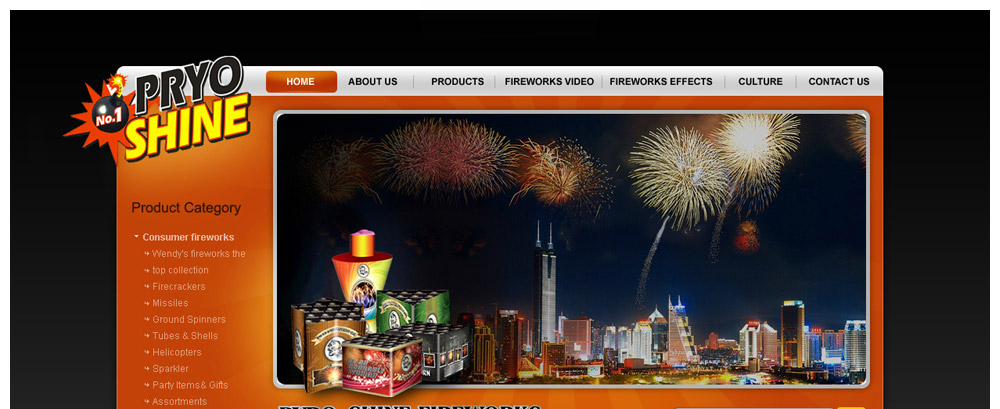 PRYO
SHINE
No.1
HOME ABOUT US PRODUCTS FIREWORKS VIDEO FIREWORKS EFFECTS CULTURE CONTACT US
Product Category
Consumer fireworks
Wendy's fireworks the
top collection
Firecrackers
Missiles
Ground Spinners
Tubes & Shells
Helicopters
Sparkler
Party Items& Gifts
Assortments